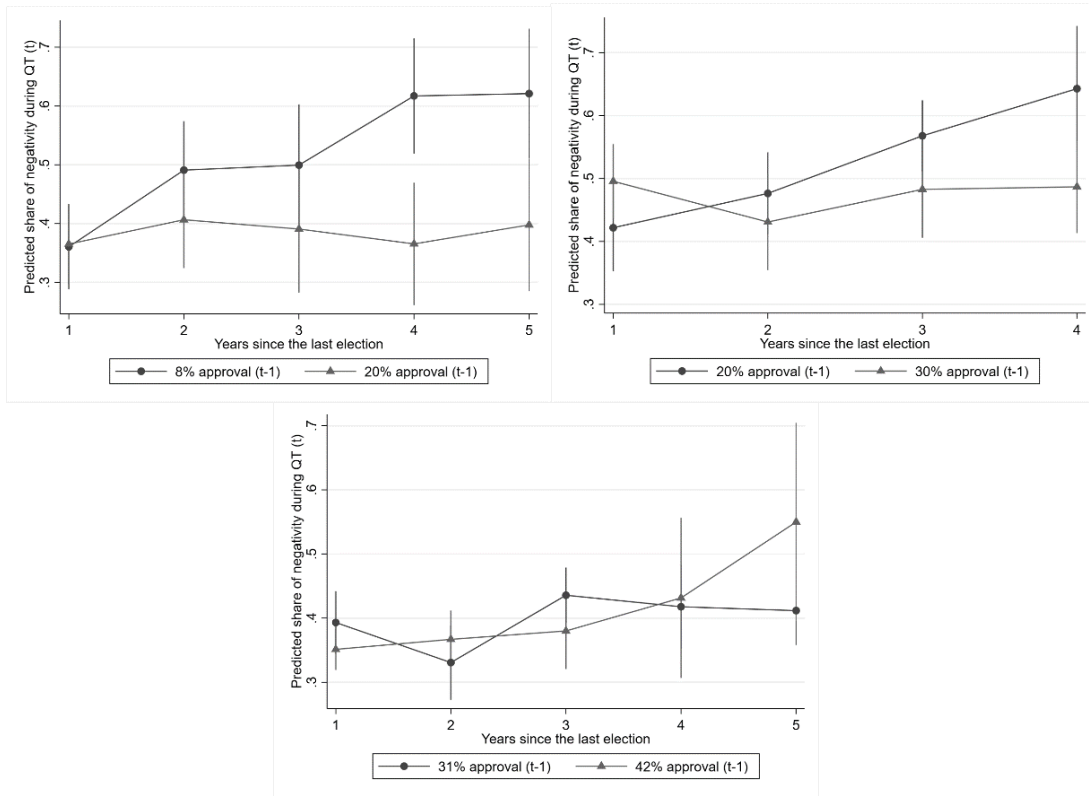 Predicted share of negativity during QT (t)
.7
.6
.5
.4
.3
1 2 3 4 5
Years since the last election
8% approval (t-1) 20% approval (t-1)
Predicted share of negativity during QT (t)
.7
.6
.5
.4
.3
1 2 3 4
Years since the last election
20% approval (t-1) 30% approval (t-1)
Predicted share of negativity during QT (t)
.7
.6
.5
.4
.3
1 2 3 4 5
Years since the last election
31% approval (t-1) 42% approval (t-1)